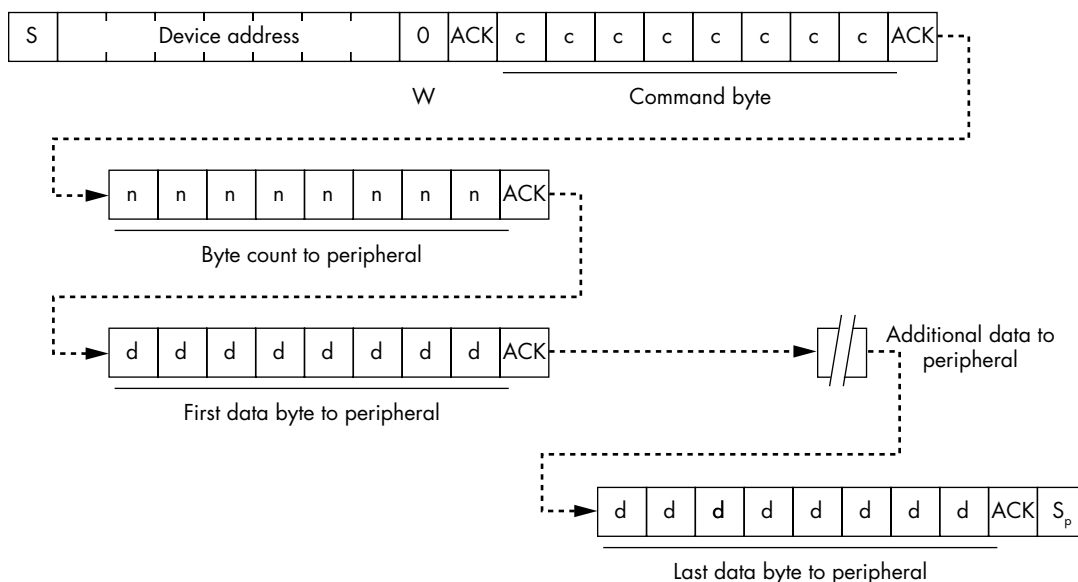 S Device address 0 ACK c c c c c c c c ACK
W Command byte
n n n n n n n n ACK
Byte count to peripheral
d d d d d d d d ACK
Additional data to
peripheral
First data byte to peripheral
d d d d d d d d ACK Sp
Last data byte to peripheral